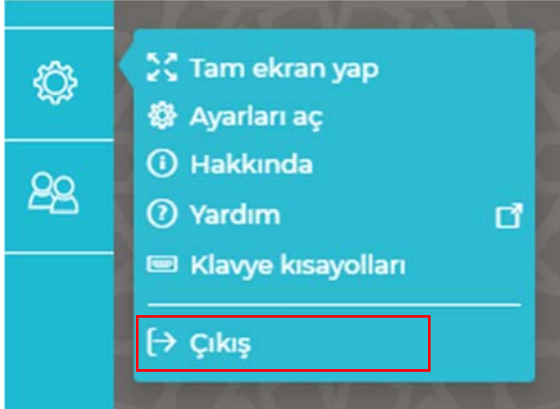 Tam ekran yap
Ayarları aç
Hakkında
Yardım
Klavye kısayolları
Çıkış